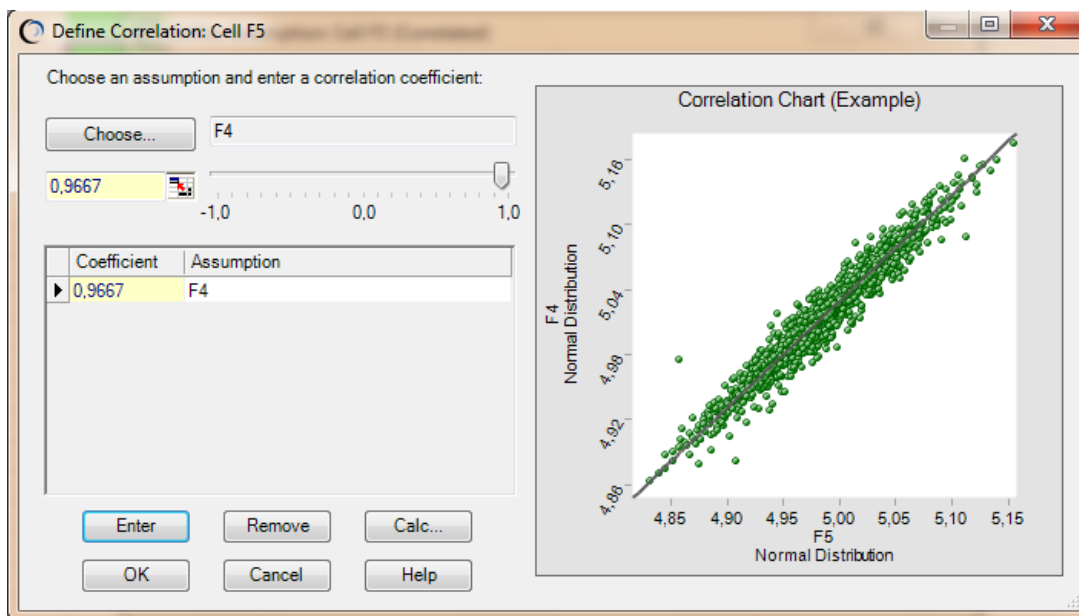 Define Correlation: Cell F5
Choose an assumption and enter a correlation coefficient:
Choose...
F4
0,9667
-1,0 0,0 1,0
Coefficient Assumption
0,9667 F4
Enter Remove Calc...
OK Cancel Help
Correlation Chart (Example)
F4
Normal Distribution
5,16
5,10
5,04
4,98
4,92
4,86
4,85 4,90 4,95 5,00 5,05 5,10 5,15
F5
Normal Distribution